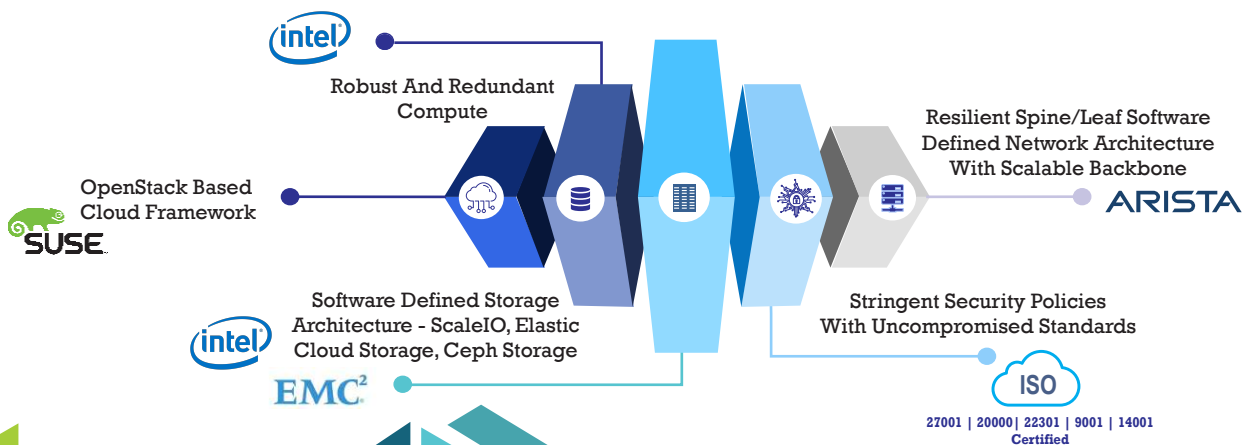 intel
Robust And Redundant
Compute
OpenStack Based
Cloud Framework
SUSE
Software Defined Storage
Architecture - ScaleIO, Elastic
Cloud Storage, Ceph Storage
intel
EMC²
Resilient Spine/Leaf Software
Defined Network Architecture
With Scalable Backbone
ARISTA
Stringent Security Policies
With Uncompromised Standards
ISO
27001 | 20000| 22301 | 9001 | 14001
Certified